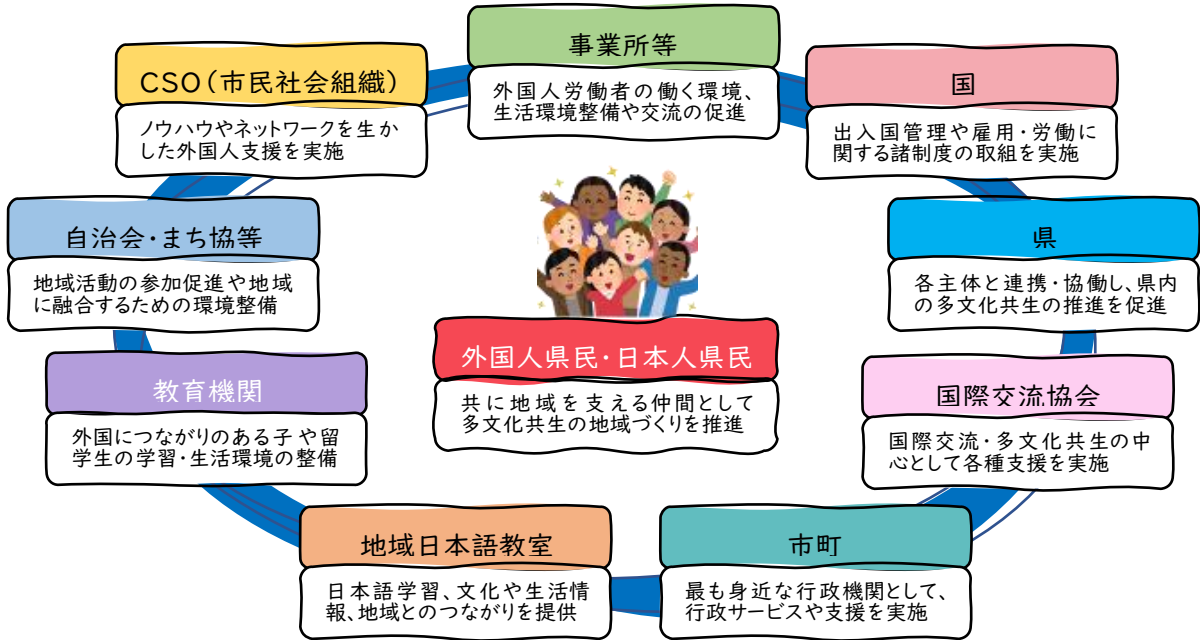 事業所等
外国人労働者の働く環境、
生活環境整備や交流の促進
国
出入国管理や雇用・労働に
関する諸制度の取組を実施
県
各主体と連携・協働し、県内
の多文化共生の推進を促進
国際交流協会
国際交流・多文化共生の中
心として各種支援を実施
市町
最も身近な行政機関として、
行政サービスや支援を実施
地域日本語教室
日本語学習、文化や生活情
報、地域とのつながりを提供
教育機関
外国につながりのある子や留
学生の学習・生活環境の整備
自治会・まち協等
地域活動の参加促進や地域
に融合するための環境整備
CSO(市民社会組織)
ノウハウやネットワークを生か
した外国人支援を実施
外国人県民・日本人県民
共に地域を支える仲間として
多文化共生の地域づくりを推進